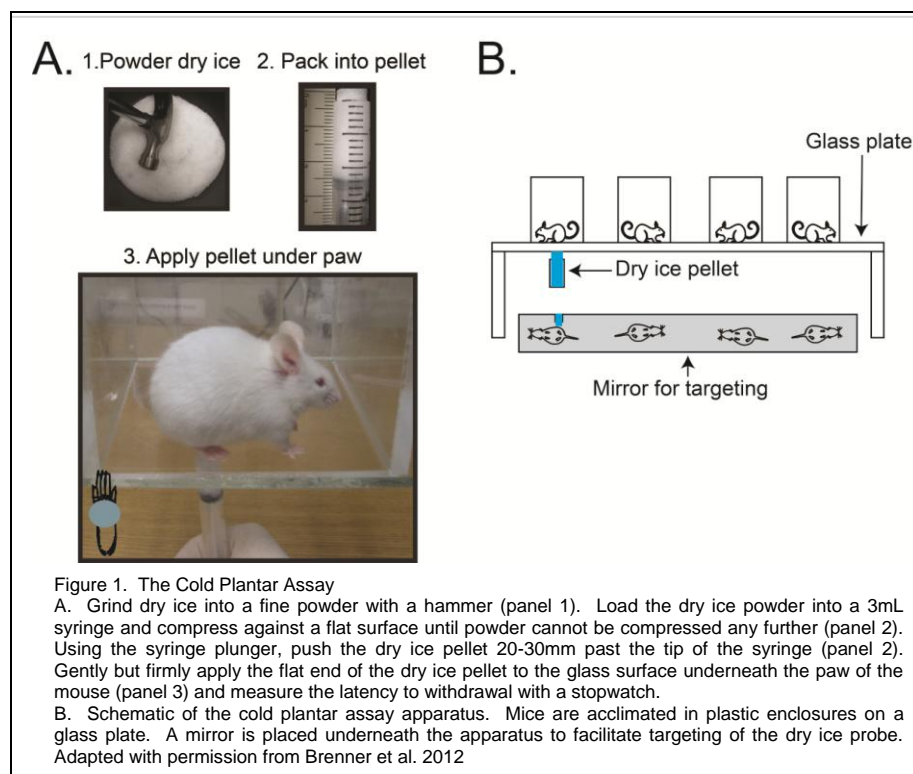 A.
1.Powder dry ice
2. Pack into pellet
3. Apply pellet under paw
B.
Glass plate
Dry ice pellet
Mirror for targeting
Figure 1. The Cold Plantar Assay
A. Grind dry ice into a fine powder with a hammer (panel 1). Load the dry ice powder into a 3mL
syringe and compress against a flat surface until powder cannot be compressed any further (panel 2).
Using the syringe plunger, push the dry ice pellet 20-30mm past the tip of the syringe (panel 2).
Gently but firmly apply the flat end of the dry ice pellet to the glass surface underneath the paw of the
mouse (panel 3) and measure the latency to withdrawal with a stopwatch.
B. Schematic of the cold plantar assay apparatus. Mice are acclimated in plastic enclosures on a
glass plate. A mirror is placed underneath the apparatus to facilitate targeting of the dry ice probe.
Adapted with permission from Brenner et al. 2012